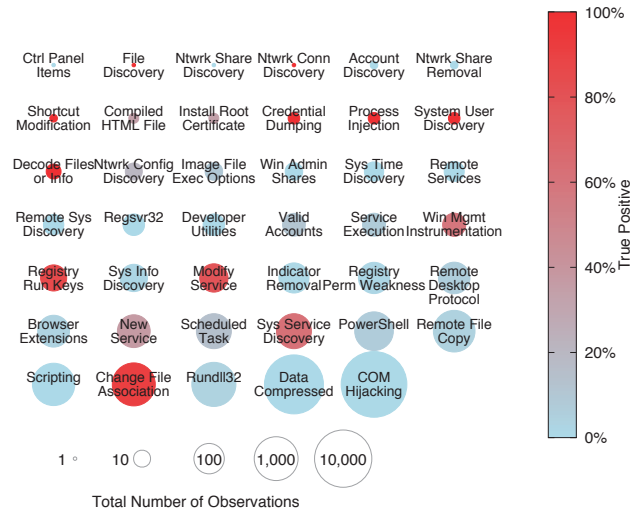 Ctrl Panel Items
File Discovery
Ntwrk Share Discovery
Ntwrk Conn Discovery
Account Discovery
Ntwrk Share Removal
Shortcut Modification
Compiled HTML File
Install Root Certificate
Credential Dumping
Process Injection
System User Discovery
Decode Files or Info
Ntwrk Config Discovery
Image File Exec Options
Win Admin Shares
Sys Time Discovery
Remote Services
Remote Sys Discovery
Regsvr32
Developer Utilities
Valid Accounts
Service Execution
Win Mgmt Instrumentation
Registry Run Keys
Sys Info Discovery
Modify Service
Indicator Removal
Registry Perm Weakness
Remote Desktop Protocol
Browser Extensions
New Service
Scheduled Task
Sys Service Discovery
PowerShell
Remote File Copy
Scripting
Change File Association
Rundll32
Data Compressed
COM Hijacking
1
10
100
1,000
10,000
Total Number of Observations
100%
80%
60%
40%
20%
0%
True Positive